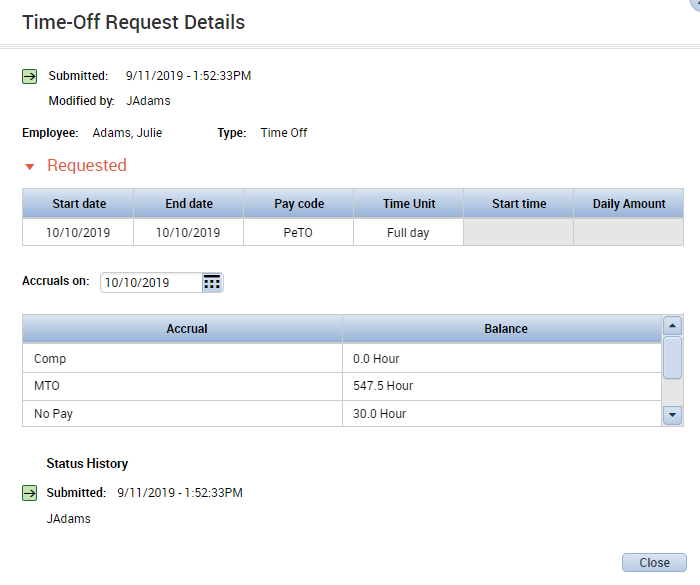 Time-Off Request Details
Submitted: 9/11/2019 - 1:52:33PM
Modified by: JAdams
Employee: Adams, Julie Type: Time Off
Requested
Start date End date Pay code Time Unit Start time Daily Amount
10/10/2019 10/10/2019 PeTO Full day
Accruals on: 10/10/2019
Accrual Balance
Comp 0.0 Hour
MTO 547.5 Hour
No Pay 30.0 Hour
Status History
Submitted: 9/11/2019 - 1:52:33PM
JAdams
Close